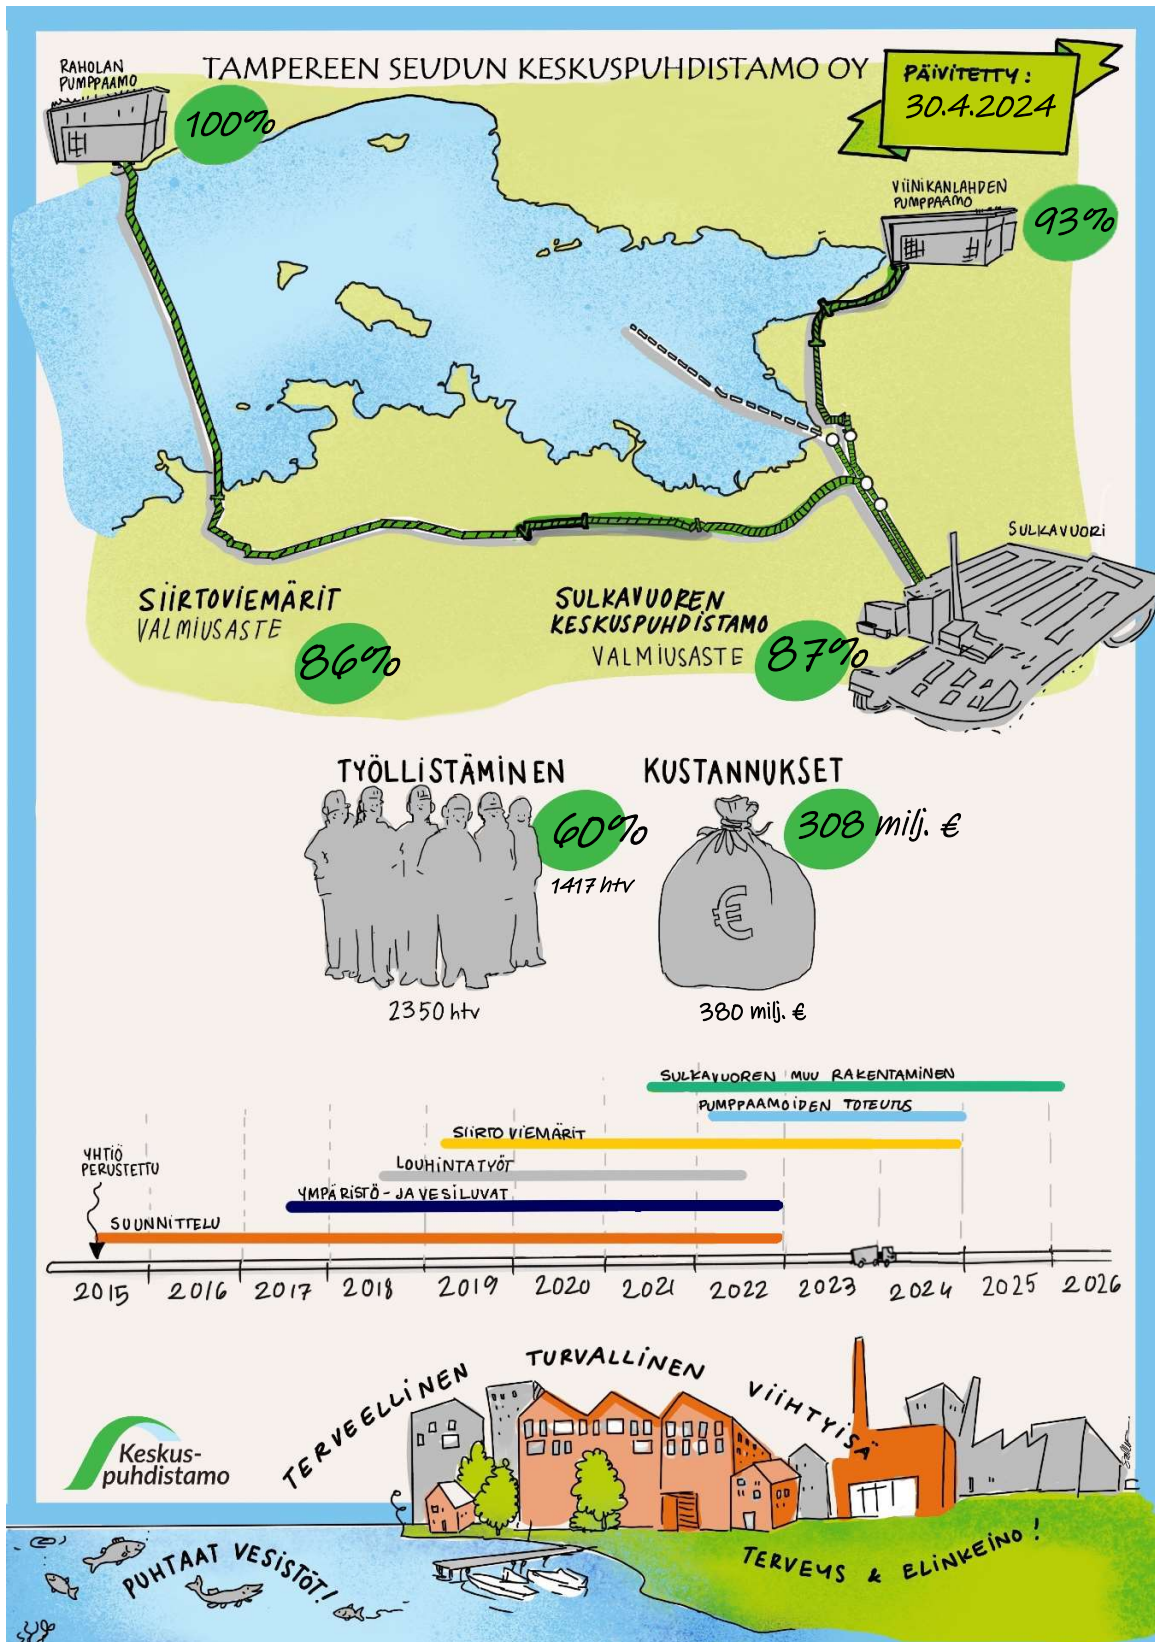 TAMPEREEN SEUDUN KESKUSPUHDISTAMO OY
PÄIVITETTY:
30.4.2024
RAHOLAN
PUMPPAAMO
100%
VIINIKANLAHDEN
PUMPPAAMO
93%
SULKAVUORI
SIIRTOVIEMÄRIT
VALMIUSASTE
86%
SULKAVUOREN
KESKUSPUHDISTAMO
VALMIUSASTE
87%
TYÖLLISTÄMINEN
60%
1417 htv
2350 htv
KUSTANNUKSET
308 milj. €
€
380 milj. €
SULKAVUOREN MUU RAKENTAMINEN
PUMPPAAMOIDEN TOTEUTUS
SIIRTOVIEMÄRIT
LOUHINTATYÖT
YMPÄRISTÖ- JA VESILUVAT
YHTIÖ
PERUSTETTU
SUUNNITTELU
2015 2016 2017 2018 2019 2020 2021 2022 2023 2024 2025 2026
TERVEELLINEN TURVALLINEN VIIHTYISÄ
Keskus-
puhdistamo
PUHTAAT VESISTÖT!
TERVEYS & ELINKEINO!